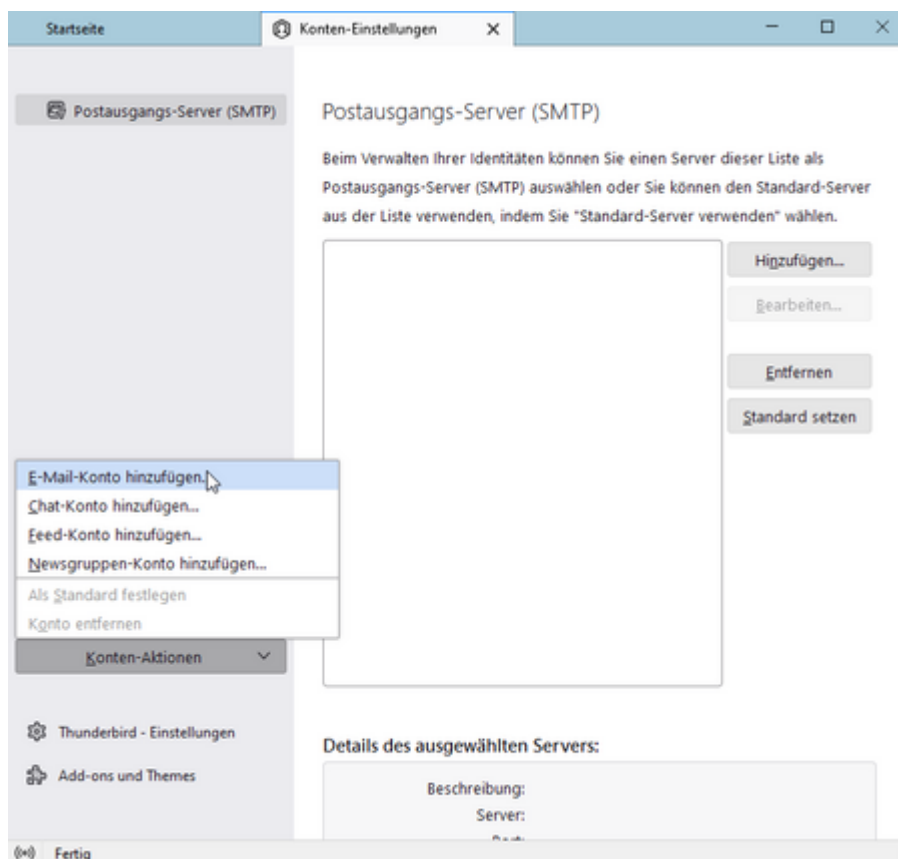 Startseite
Konten-Einstellungen
Postausgangs-Server (SMTP)
Postausgangs-Server (SMTP)
Beim Verwalten Ihrer Identitäten können Sie einen Server dieser Liste als
Postausgangs-Server (SMTP) auswählen oder Sie können den Standard-Server
aus der Liste verwenden, indem Sie "Standard-Server verwenden" wählen.
Hinzufügen...
Bearbeiten...
Entfernen
Standard setzen
E-Mail-Konto hinzufügen...
Chat-Konto hinzufügen...
Feed-Konto hinzufügen...
Newsgruppen-Konto hinzufügen...
Als Standard festlegen
Konto entfernen
Konten-Aktionen
Thunderbird - Einstellungen
Add-ons und Themes
Details des ausgewählten Servers:
Beschreibung:
Server:
Fertig